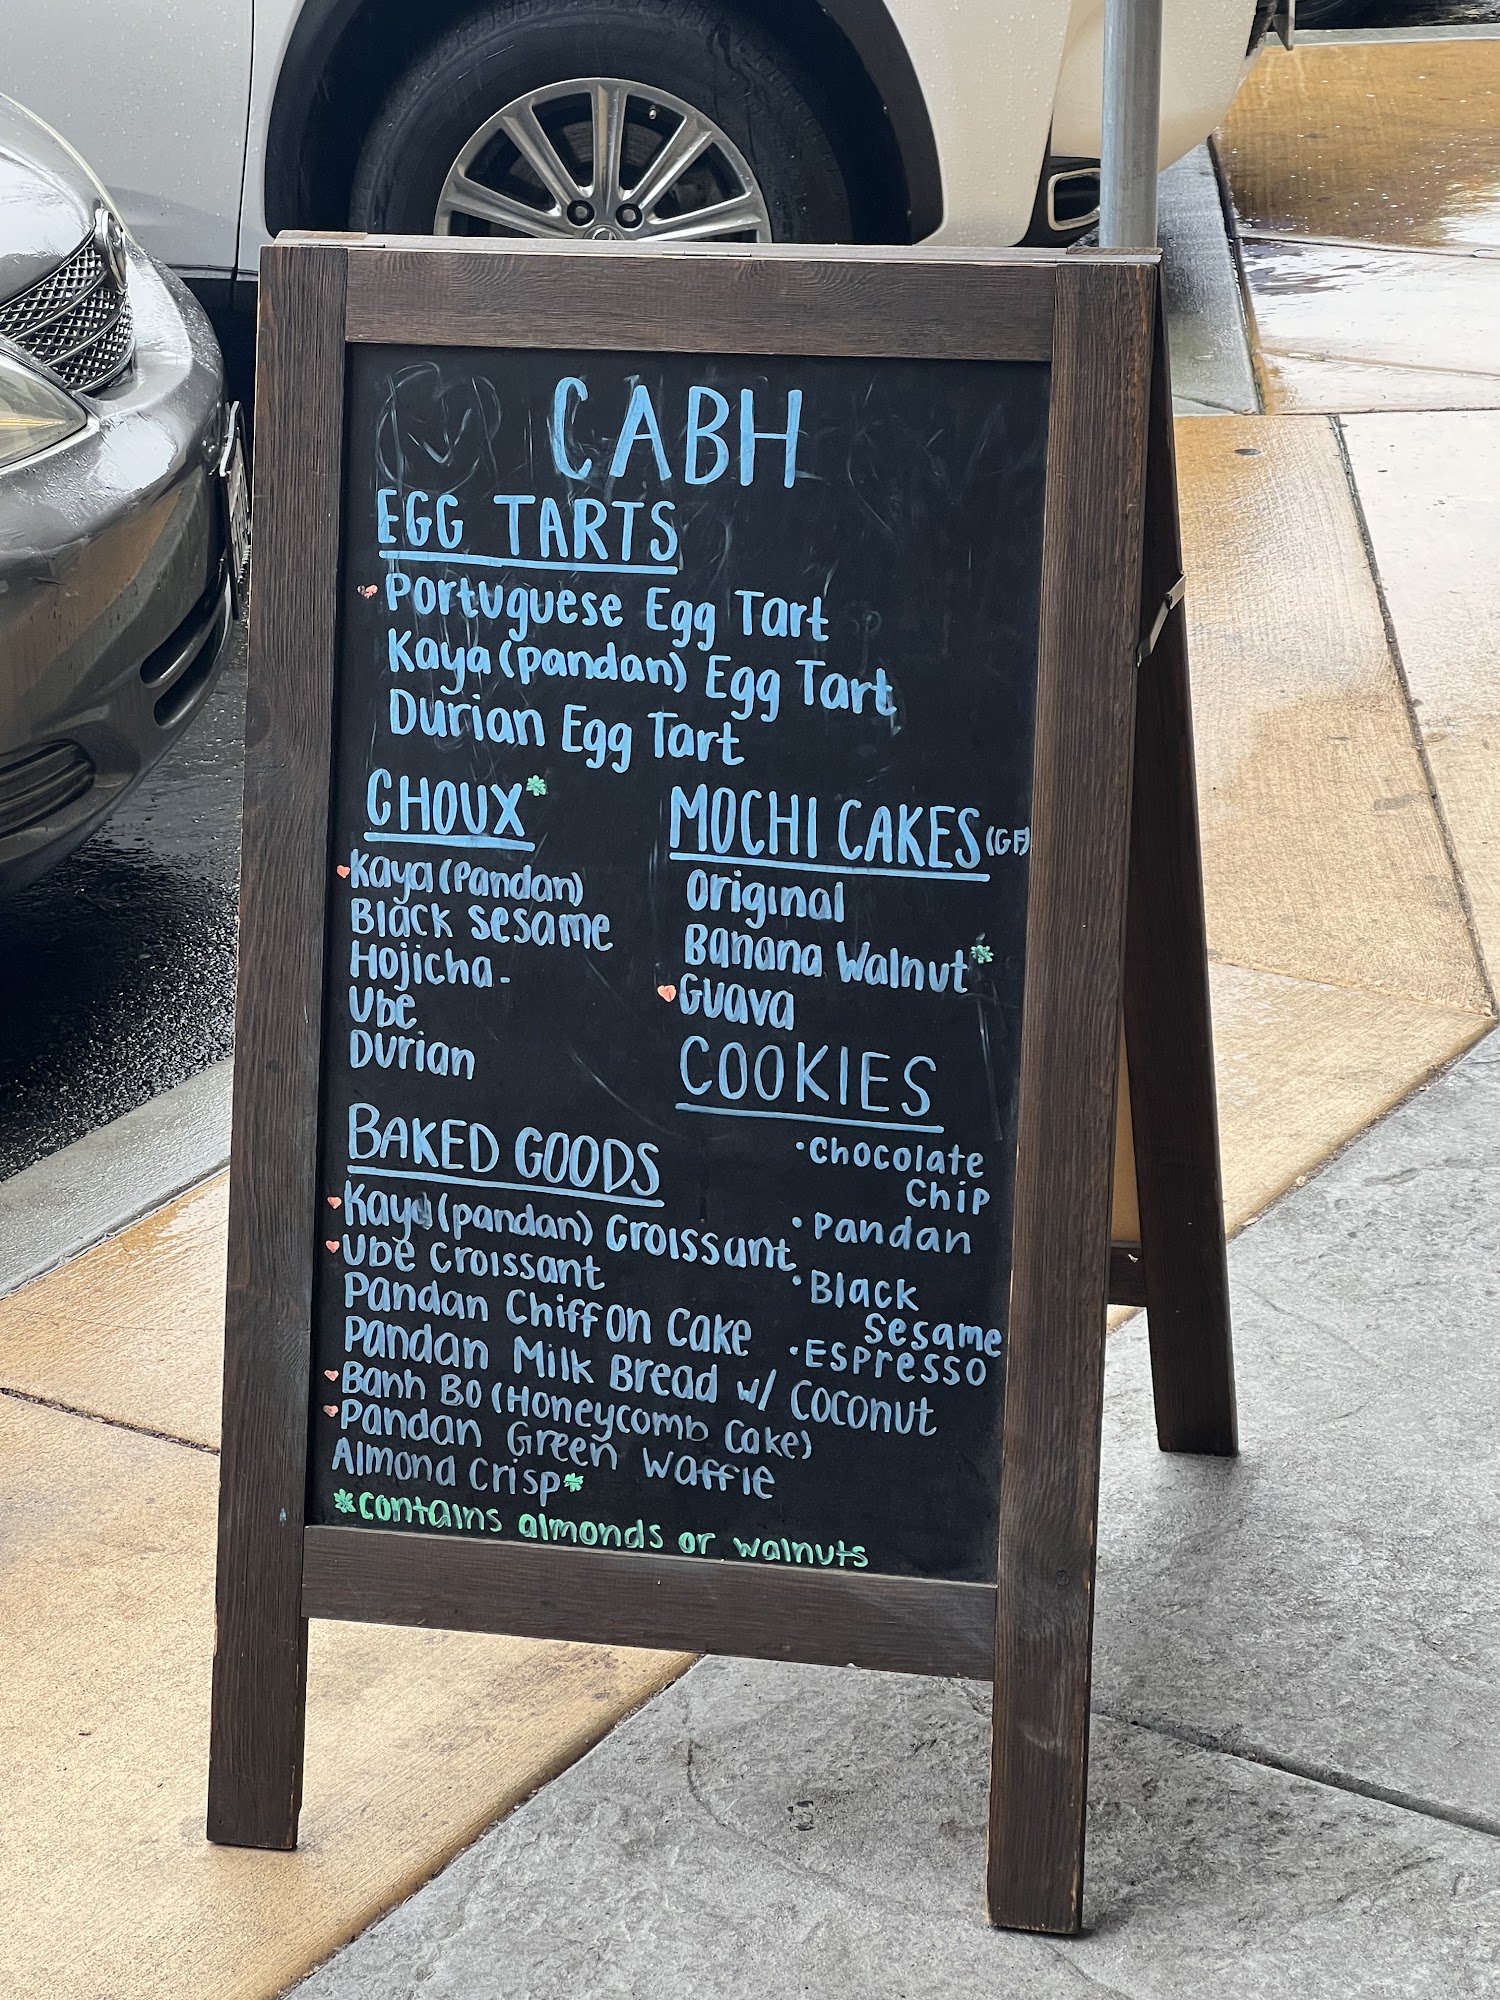 CABH
EGG TARTS
Portuguese Egg Tart
Kaya (pandan) Egg Tart
Durian Egg Tart
CHOUX*
Kaya (Pandan)
Black sesame
Hojicha-
Ube
Durian
MOCHI CAKES (GF)
Original
Banana Walnut*
Guava
COOKIES
•Chocolate
Chip
•Pandan
•Black
Sesame
•Espresso
BAKED GOODS
Kaya (pandan) Croissant
Ube Croissant
Pandan Chiffon Cake
Pandan Milk Bread w/ Coconut
Banh Bo (Honeycomb Cake)
Pandan Green Waffle
Almond Crisp*
*contains almonds or walnuts